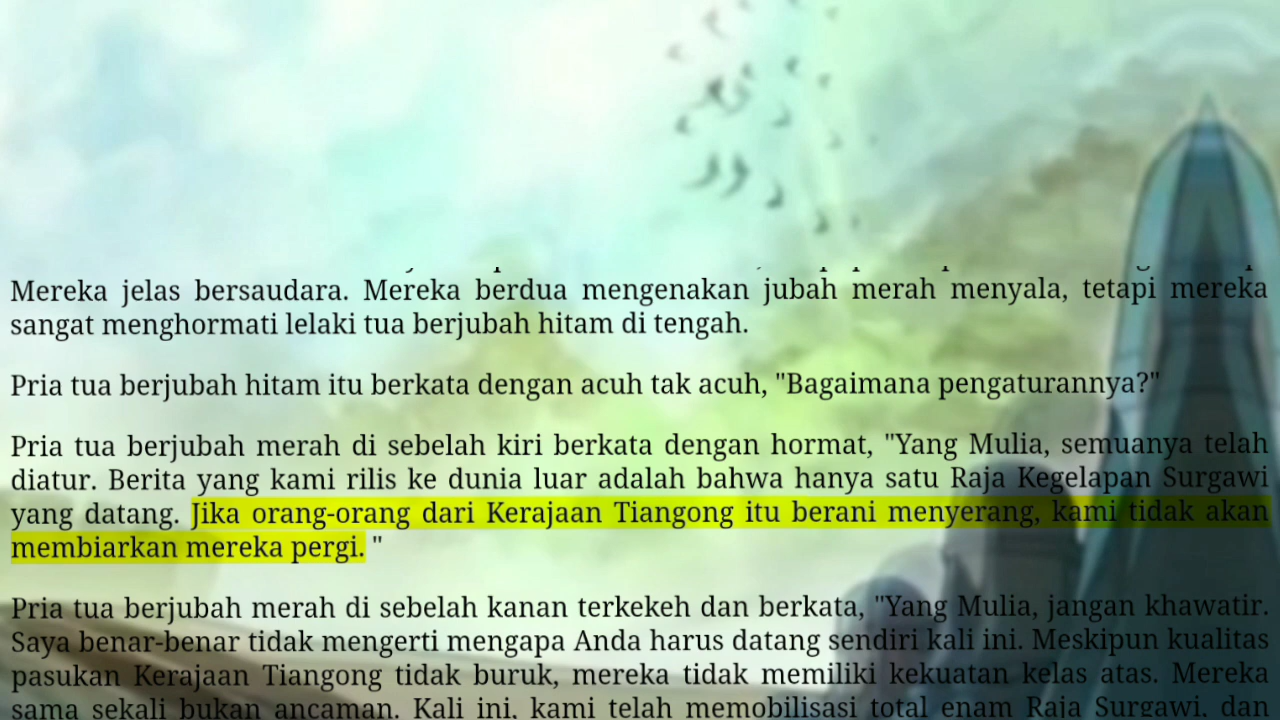 Mereka jelas bersaudara. Mereka berdua mengenakan jubah merah menyala, tetapi mereka
sangat menghormati lelaki tua berjubah hitam di tengah.
Pria tua berjubah hitam itu berkata dengan acuh tak acuh, "Bagaimana pengaturannya?"
Pria tua berjubah merah di sebelah kiri berkata dengan hormat, "Yang Mulia, semuanya telah
diatur. Berita yang kami rilis ke dunia luar adalah bahwa hanya satu Raja Kegelapan Surgawi
yang datang. Jika orang-orang dari Kerajaan Tiangong itu berani menyerang, kami tidak akan
membiarkan mereka pergi. "
Pria tua berjubah merah di sebelah kanan terkekeh dan berkata, "Yang Mulia, jangan khawatir.
Saya benar-benar tidak mengerti mengapa Anda harus datang sendiri kali ini. Meskipun kualitas
pasukan Kerajaan Tiangong tidak buruk, mereka tidak memiliki kekuatan kelas atas. Mereka
sama sekali bukan ancaman. Kali ini, kami telah memobilisasi total enam Raja Surgawi, dan